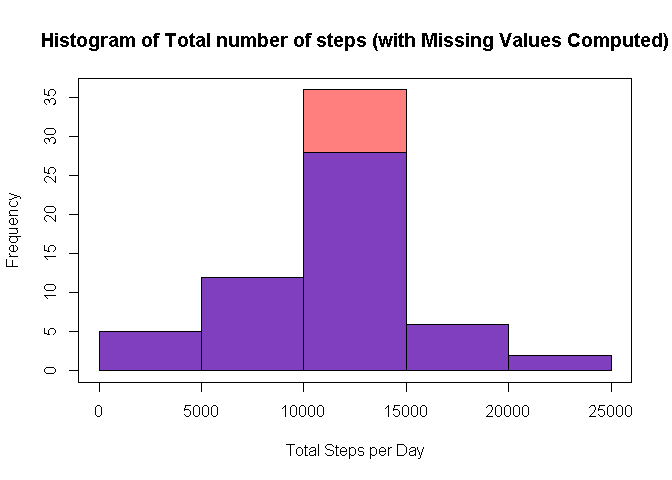 Histogram of Total number of steps (with Missing Values Computed)
35
30
25
20
15
10
5
0
Frequency
0 5000 10000 15000 20000 25000
Total Steps per Day